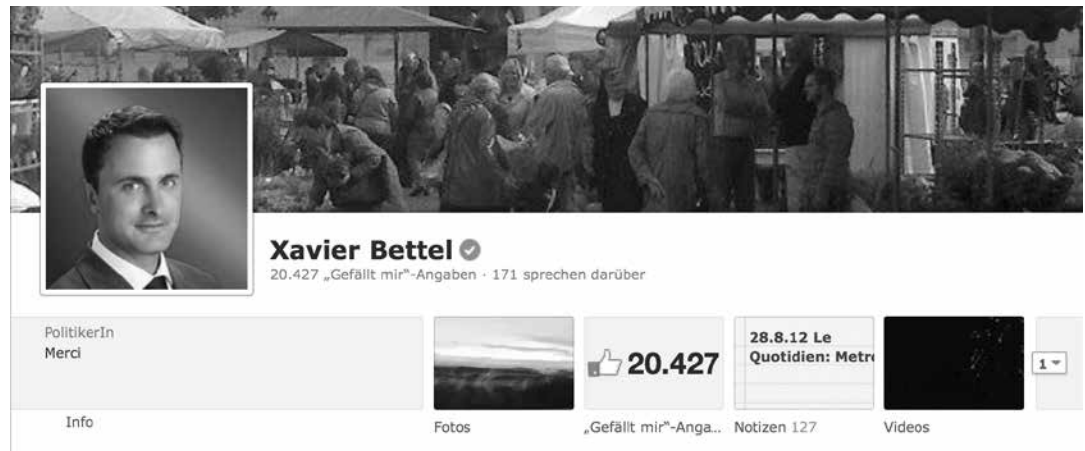 Xavier Bettel
20.427 „Gefällt mir“-Angaben · 171 sprechen darüber
PolitikerIn
Merci
Info
Fotos
20.427
„Gefällt mir“-Anga...
28.8.12 Le
Quotidien: Metr
Notizen 127
Videos
1